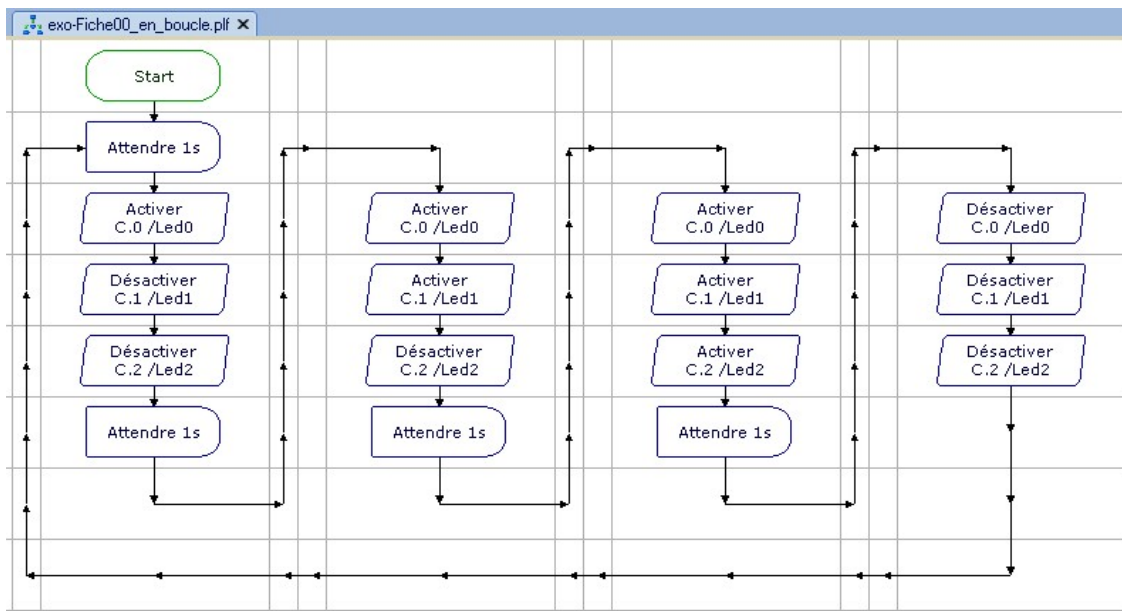 exo-Fiche00_en_boucle.plf
Start
Attendre 1s
Activer
C.0 /Led0
Désactiver
C.1 /Led1
Désactiver
C.2 /Led2
Attendre 1s
Activer
C.0 /Led0
Activer
C.1 /Led1
Désactiver
C.2 /Led2
Attendre 1s
Activer
C.0 /Led0
Activer
C.1 /Led1
Activer
C.2 /Led2
Attendre 1s
Désactiver
C.0 /Led0
Désactiver
C.1 /Led1
Désactiver
C.2 /Led2